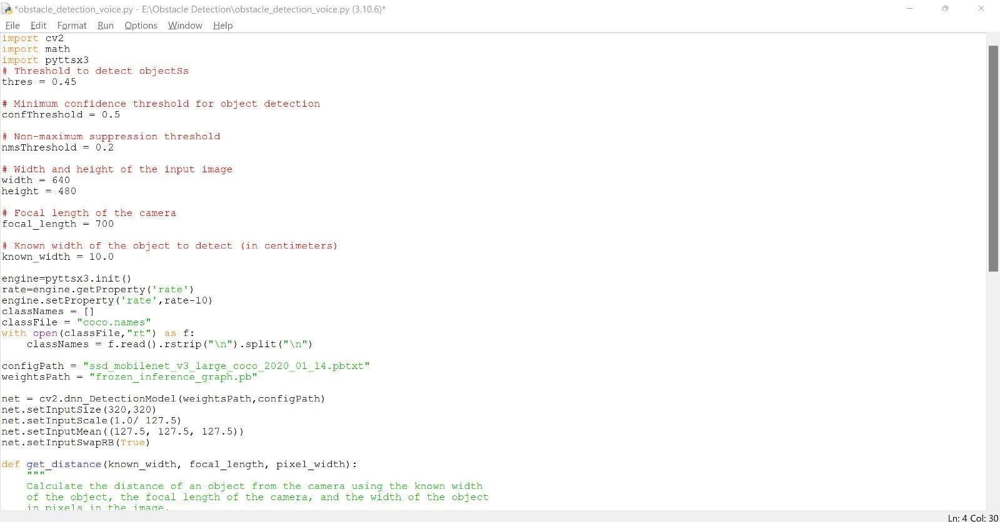 *obstacle_detection_voice.py - E:\Obstacle Detection\obstacle_detection_voice.py (3.10.6)*
File Edit Format Run Options Window Help
import cv2
import math
import pyttsx3
# Threshold to detect objectSs
thres = 0.45
# Minimum confidence threshold for object detection
confThreshold = 0.5
# Non-maximum suppression threshold
nmsThreshold = 0.2
# Width and height of the input image
width = 640
height = 480
# Focal length of the camera
focal_length = 700
# Known width of the object to detect (in centimeters)
known_width = 10.0
engine=pyttsx3.init()
rate=engine.getProperty('rate')
engine.setProperty('rate',rate-10)
classNames = []
classFile = "coco.names"
with open(classFile,"rt") as f:
    classNames = f.read().rstrip("\n").split("\n")
configPath = "ssd_mobilenet_v3_large_coco_2020_01_14.pbtxt"
weightsPath = "frozen_inference_graph.pb"
net = cv2.dnn_DetectionModel(weightsPath,configPath)
net.setInputSize(320,320)
net.setInputScale(1.0/ 127.5)
net.setInputMean((127.5, 127.5, 127.5))
net.setInputSwapRB(True)
def get_distance(known_width, focal_length, pixel_width):
    """
    Calculate the distance of an object from the camera using the known width
    of the object, the focal length of the camera, and the width of the object
    in pixels in the image.
Ln: 4 Col: 30